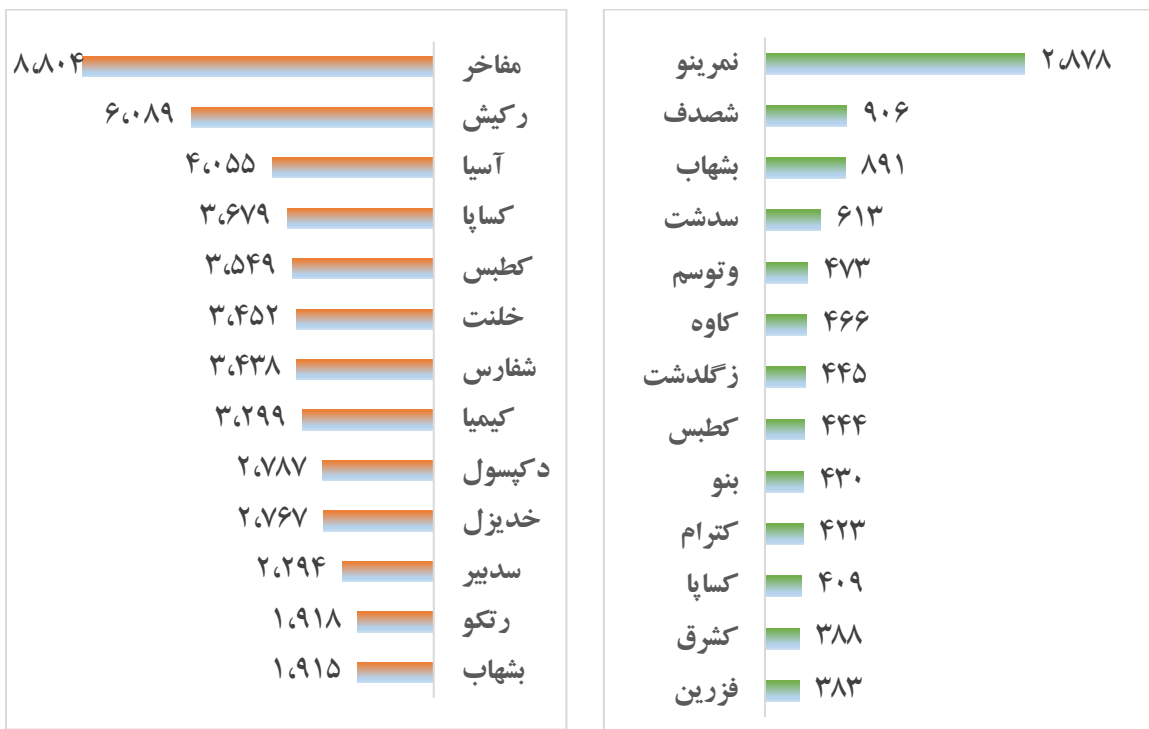 نمرینو ۲،۸۷۸
شصدف ۹۰۶
بشهاب ۸۹۱
سدشت ۶۱۳
وتوسم ۴۷۳
کاوه ۴۶۶
زگلدشت ۴۴۵
کطبس ۴۴۴
بنو ۴۳۰
کترام ۴۲۳
کساپا ۴۰۹
کشرق ۳۸۸
فزرین ۳۸۳
مفاخر ۸،۸۰۴
رکیش ۶،۰۸۹
آسیا ۴،۰۵۵
کساپا ۳،۶۷۹
کطبس ۳،۵۴۹
خلنت ۳،۴۵۲
شفارس ۳،۴۳۸
کیمیا ۳،۲۹۹
دکپسول ۲،۷۸۷
خدیزل ۲،۷۶۷
سدبیر ۲،۲۹۴
رتکو ۱،۹۱۸
بشهاب ۱،۹۱۵